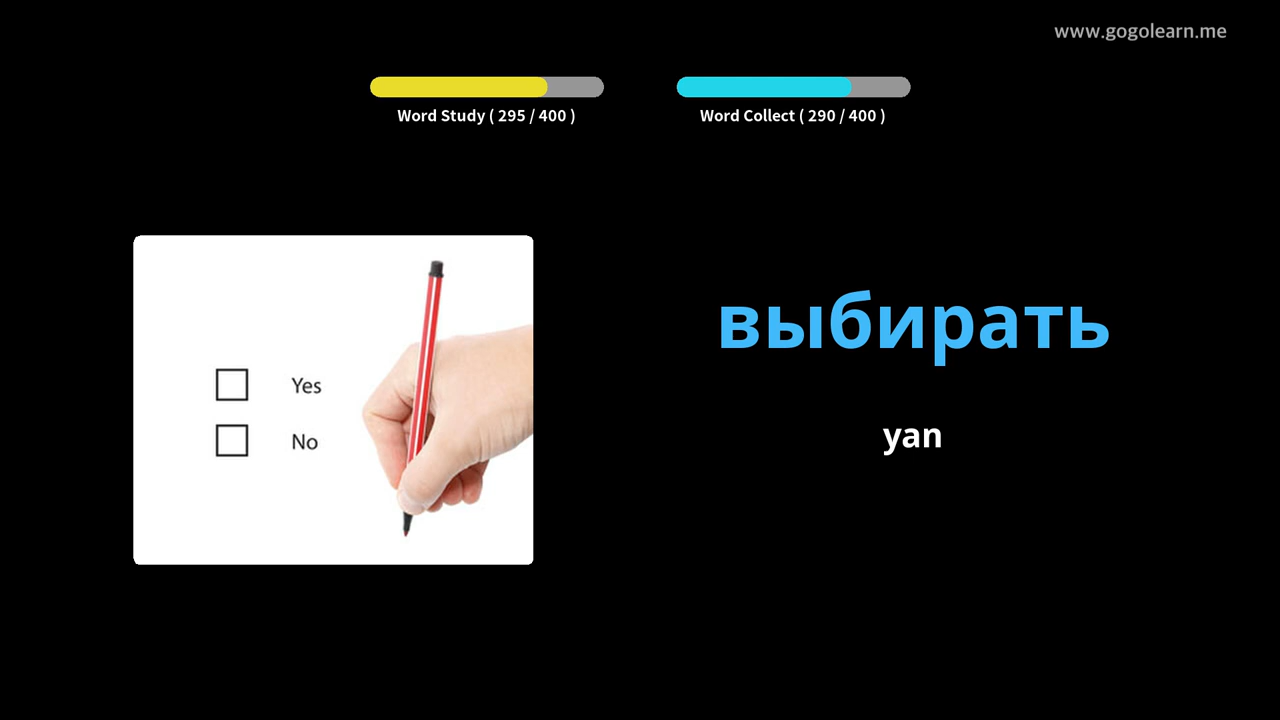 www.gogolearn.me
Word Study ( 295 / 400 )
Word Collect ( 290 / 400 )
Yes
No
выбирать
yan